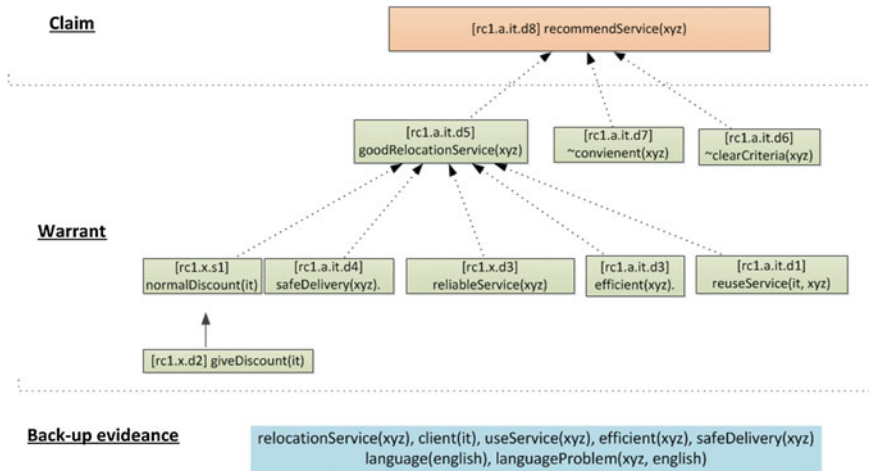 Claim
[rc1.a.it.d8] recommendService(xyz)
[rc1.a.it.d5]
goodRelocationService(xyz)
[rc1.a.it.d7]
~convienent(xyz)
[rc1.a.it.d6]
~clearCriteria(xyz)
Warrant
[rc1.x.s1]
normalDiscount(it)
[rc1.a.it.d4]
safeDelivery(xyz).
[rc1.x.d3]
reliableService(xyz)
[rc1.a.it.d3]
efficient(xyz).
[rc1.a.it.d1]
reuseService(it, xyz)
[rc1.x.d2] giveDiscount(it)
Back-up evideance
relocationService(xyz), client(it), useService(xyz), efficient(xyz), safeDelivery(xyz)
language(english), languageProblem(xyz, english)